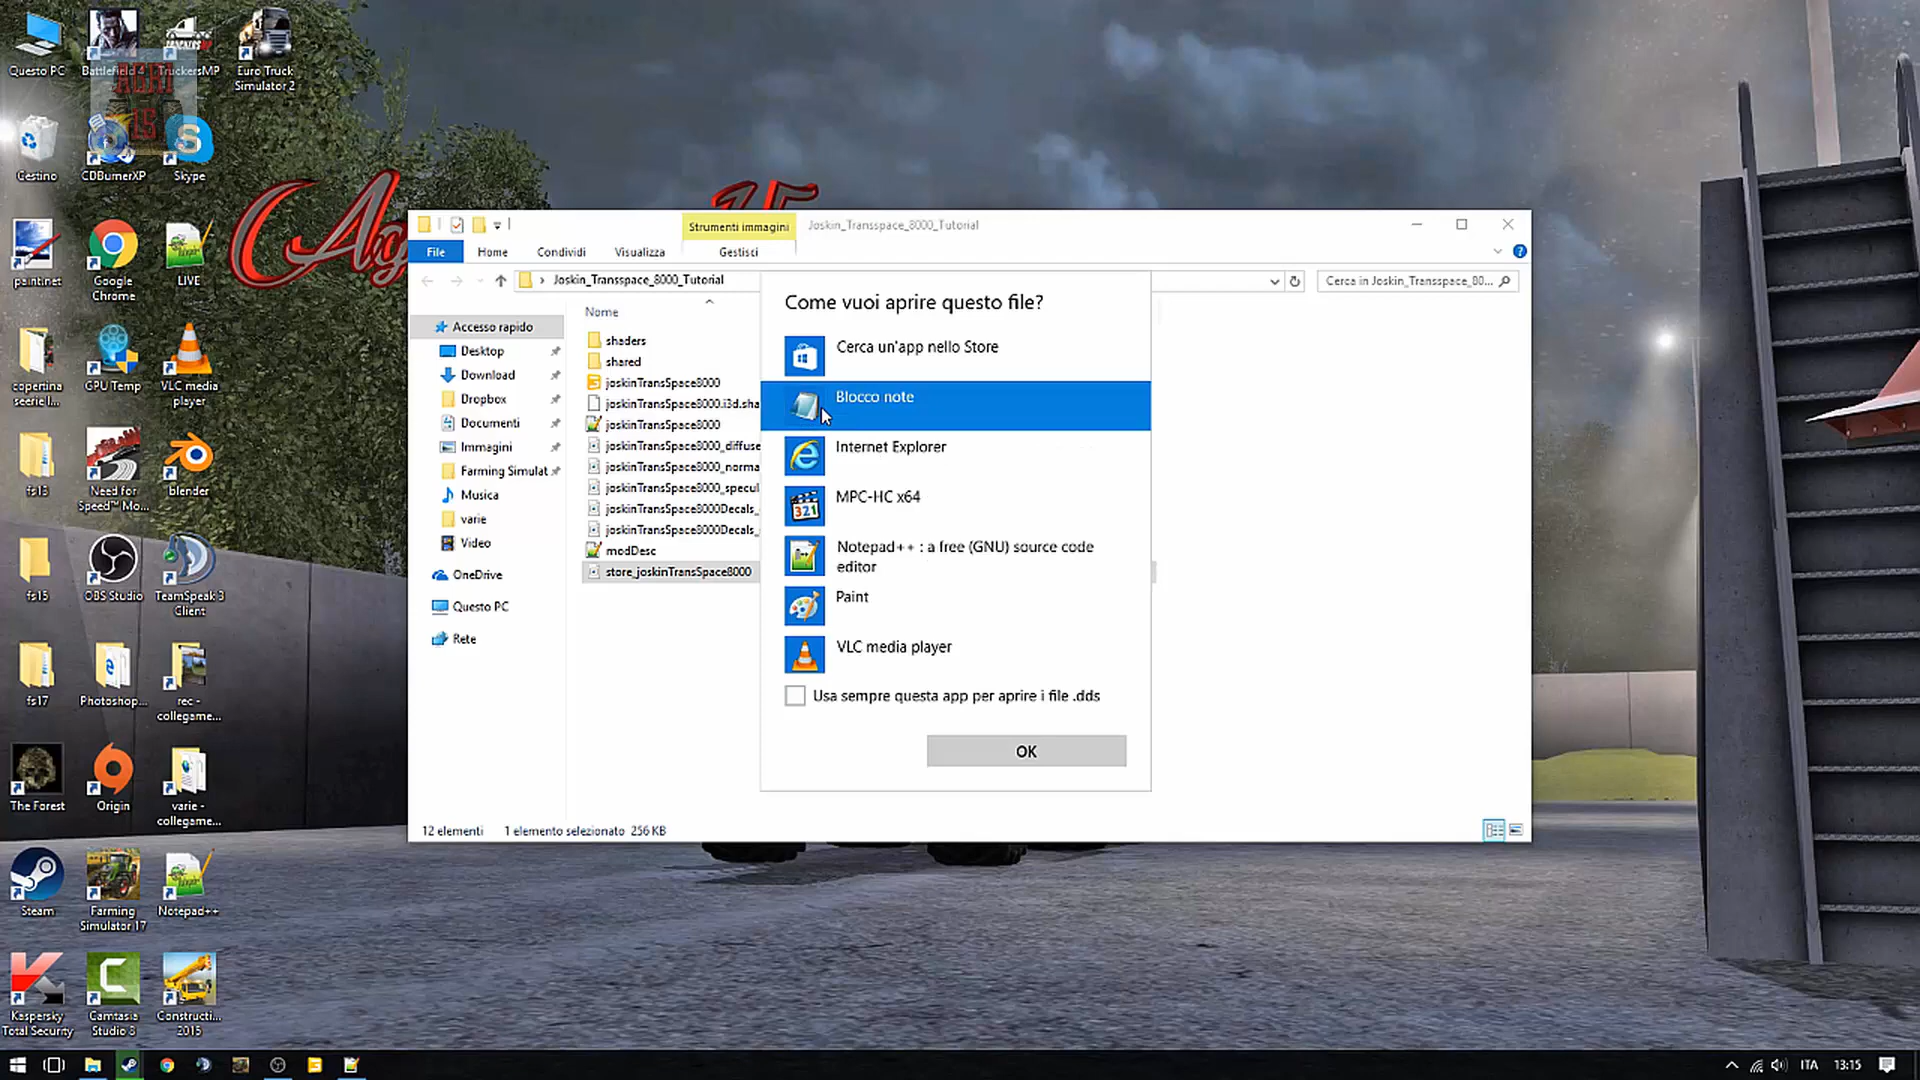 Questo PC
Battlefield 4
TruckersMP
Euro Truck
Simulator 2
AGRI
LS
Cestino
CDBurnerXP
Skype
15
paintinet
Google
Chrome
LIVE
copertina
seerie l...
GPU Temp
VLC media
player
fs13
Need for
Speed™ Mo...
blender
fs15
OBS Studio
TeamSpeak 3
Client
fs17
Photoshop...
rec -
collegame...
The Forest
Origin
varie -
collegame...
Steam
Farming
Simulator 17
Notepad++
Kaspersky
Total Security
Camtasia
Studio 8
Constructi...
2015
Strumenti immagini
Joskin_Transspace_8000_Tutorial
File
Home
Condividi
Visualizza
Gestisci
Joskin_Transspace_8000_Tutorial
Cerca in Joskin_Transspace_80...
Accesso rapido
Desktop
Download
Dropbox
Documenti
Immagini
Farming Simulat
Musica
varie
Video
OneDrive
Questo PC
Rete
Nome
shaders
shared
joskinTransSpace8000
joskinTransSpace8000.i3d.sha
joskinTransSpace8000
joskinTransSpace8000_diffuse
joskinTransSpace8000_norma
joskinTransSpace8000_specul
joskinTransSpace8000Decals_
joskinTransSpace8000Decals_
modDesc
store_joskinTransSpace8000
Come vuoi aprire questo file?
Cerca un'app nello Store
Blocco note
Internet Explorer
MPC-HC x64
321
Notepad++ : a free (GNU) source code
editor
Paint
VLC media player
Usa sempre questa app per aprire i file .dds
OK
12 elementi
1 elemento selezionato 256 KB
ITA
13:15